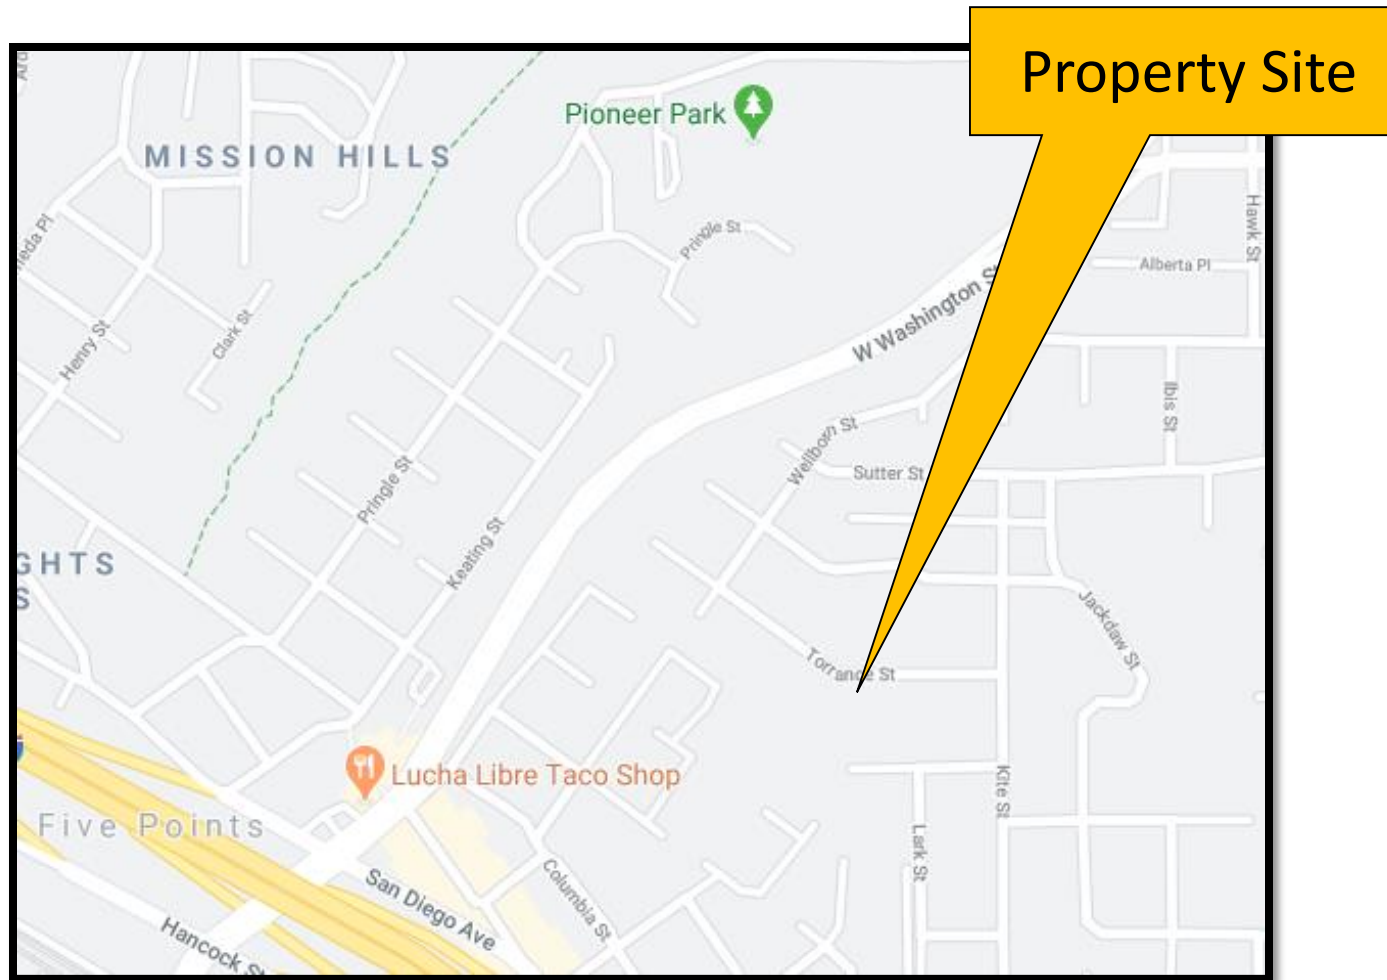 Property Site
Pioneer Park
MISSION HILLS
Pringle St
Hawk St
Alberta Pl
Henry St
Clark St
W Washington S
Ibis St
Wellborn St
Sutter St
Pringle St
Keating St
GHTS
S
Jackdaw St
Torrance St
Lucha Libre Taco Shop
Kite St
Five Points
Lark St
San Diego Ave
Columbia St
Hancock St